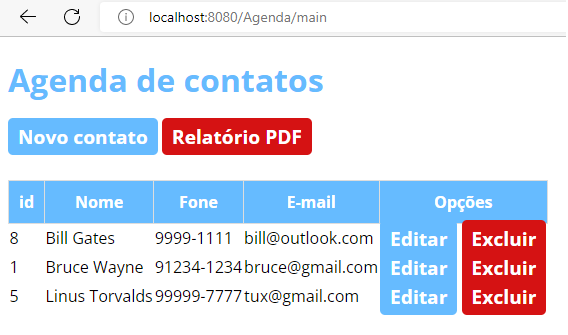 localhost:8080/Agenda/main
Agenda de contatos
Novo contato Relatório PDF
id Nome Fone E-mail Opções
8 Bill Gates 9999-1111 bill@outlook.com Editar Excluir
1 Bruce Wayne 91234-1234 bruce@gmail.com Editar Excluir
5 Linus Torvalds 99999-7777 tux@gmail.com Editar Excluir